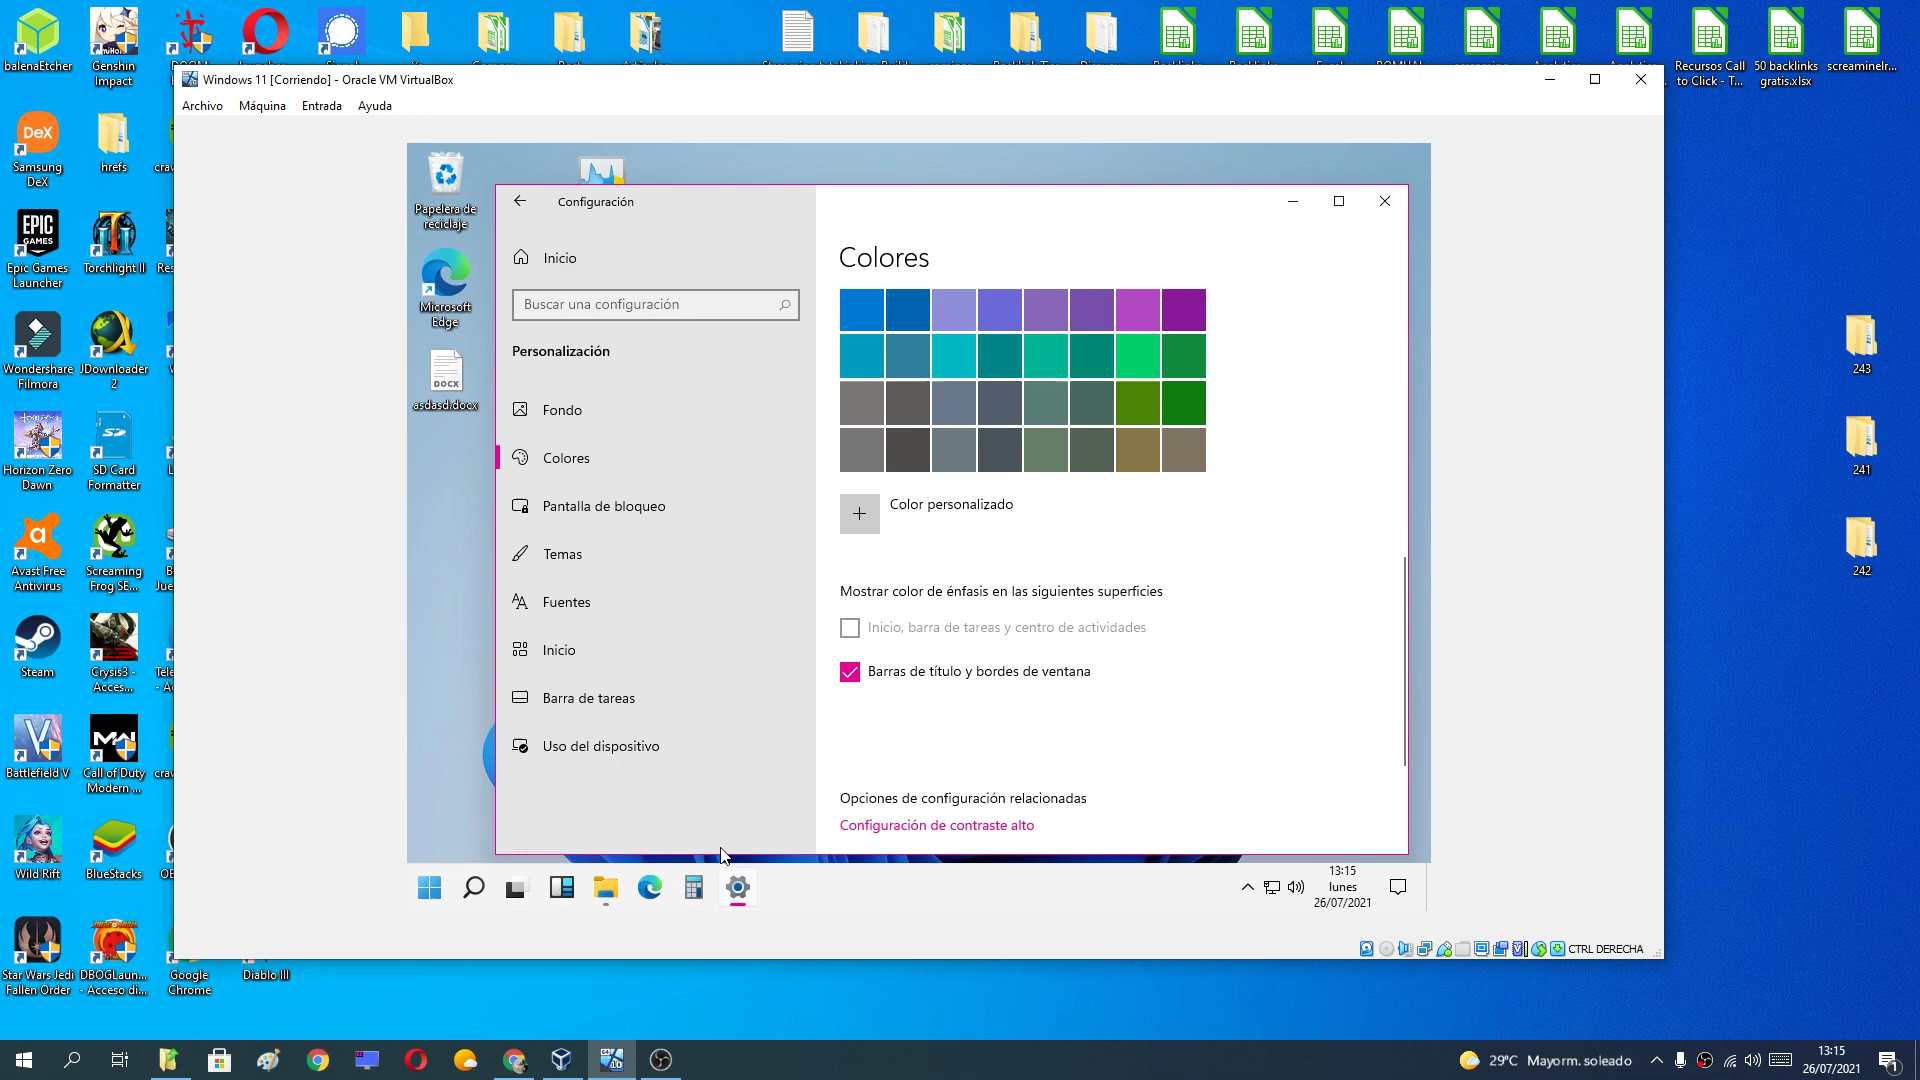 balenaEtcher
Genshin
Impact
Recursos Call
to Click - T...
50 backlinks
gratis.xlsx
screaminelr...
Windows 11 [Corriendo] - Oracle VM VirtualBox
Archivo
Máquina
Entrada
Ayuda
Samsung
DeX
hrefs
Epic Games
Launcher
Torchlight II
Wondershare
Filmora
JDownloader
2
Horizon Zero
Dawn
SD Card
Formatter
Avast Free
Antivirus
Screaming
Frog SE...
Steam
Crysis3 -
Acces...
Battlefield V
Call of Duty
Modern ...
Wild Rift
BlueStacks
Star Wars Jedi
Fallen Order
DBOGLaun...
- Acceso di...
Google
Chrome
Diablo III
243
241
242
Papelera de
reciclaje
Microsoft
Edge
DOCX
asdasd.docx
Configuración
Inicio
Buscar una configuración
Personalización
Fondo
Colores
Pantalla de bloqueo
Temas
Fuentes
Inicio
Barra de tareas
Uso del dispositivo
Colores
Color personalizado
Mostrar color de énfasis en las siguientes superficies
Inicio, barra de tareas y centro de actividades
Barras de título y bordes de ventana
Opciones de configuración relacionadas
Configuración de contraste alto
13:15
lunes
26/07/2021
CTRL DERECHA
29°C Mayorm. soleado
13:15
26/07/2021
1